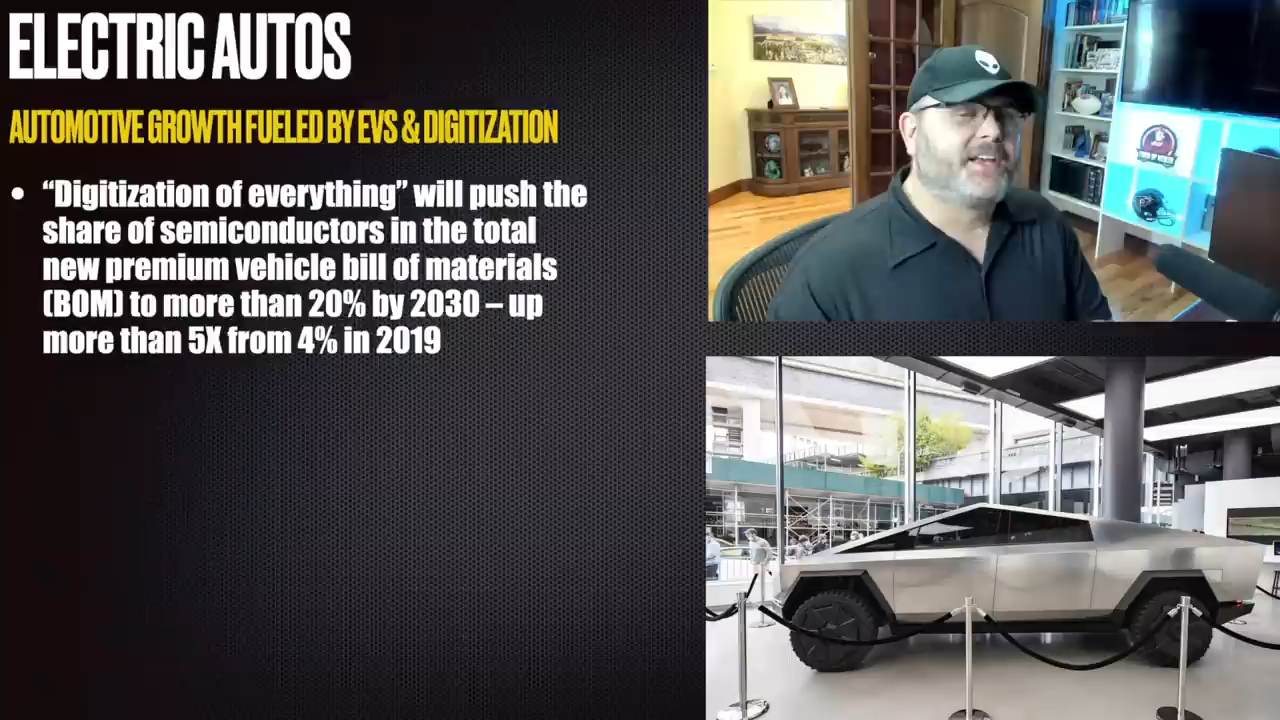 ELECTRIC AUTOS
AUTOMOTIVE GROWTH FUELED BY EVS & DIGITIZATION
• “Digitization of everything” will push the
share of semiconductors in the total
new premium vehicle bill of materials
(BOM) to more than 20% by 2030 – up
more than 5X from 4% in 2019